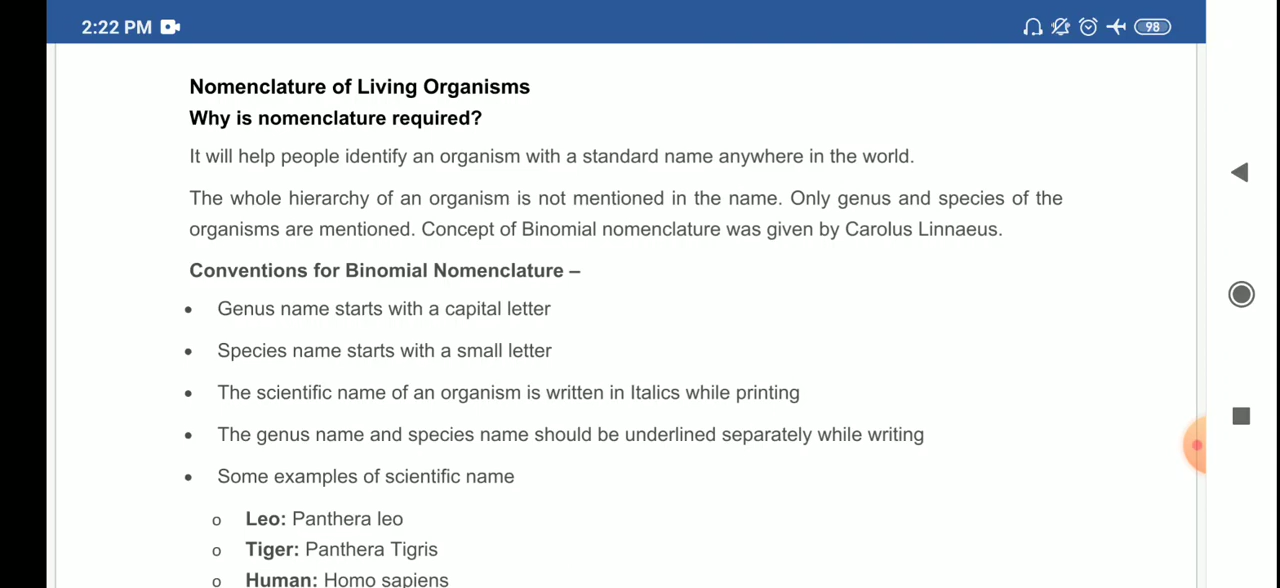 2:22 PM
98
Nomenclature of Living Organisms
Why is nomenclature required?
It will help people identify an organism with a standard name anywhere in the world.
The whole hierarchy of an organism is not mentioned in the name. Only genus and species of the
organisms are mentioned. Concept of Binomial nomenclature was given by Carolus Linnaeus.
Conventions for Binomial Nomenclature –
• Genus name starts with a capital letter
• Species name starts with a small letter
• The scientific name of an organism is written in Italics while printing
• The genus name and species name should be underlined separately while writing
• Some examples of scientific name
o Leo: Panthera leo
o Tiger: Panthera Tigris
o Human: Homo sapiens